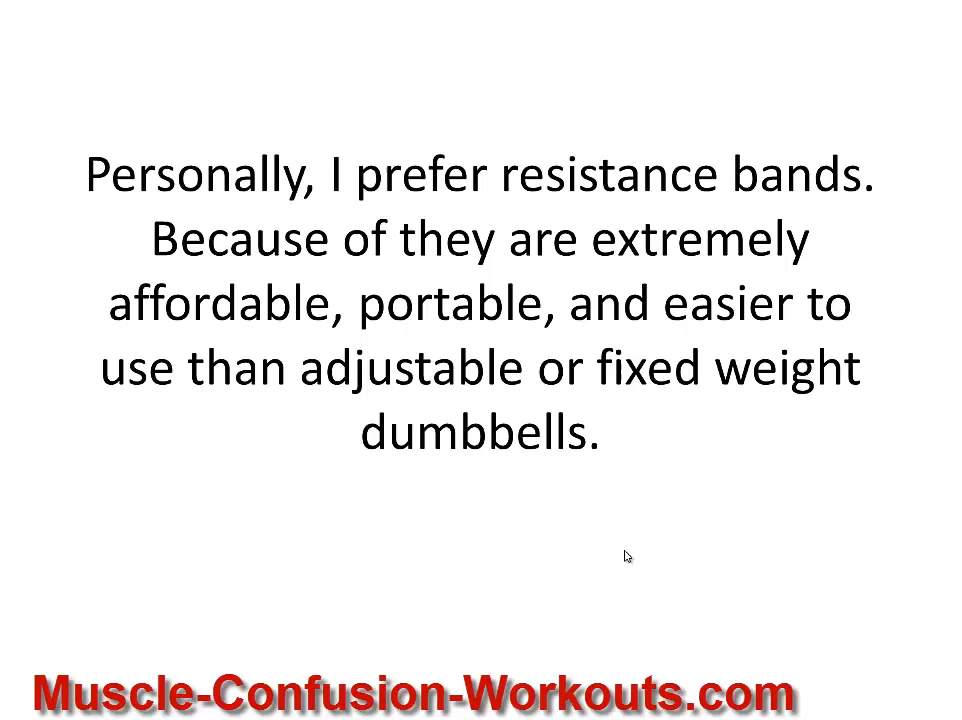 Personally, I prefer resistance bands.
Because of they are extremely
affordable, portable, and easier to
use than adjustable or fixed weight
dumbbells.
Muscle-Confusion-Workouts.com